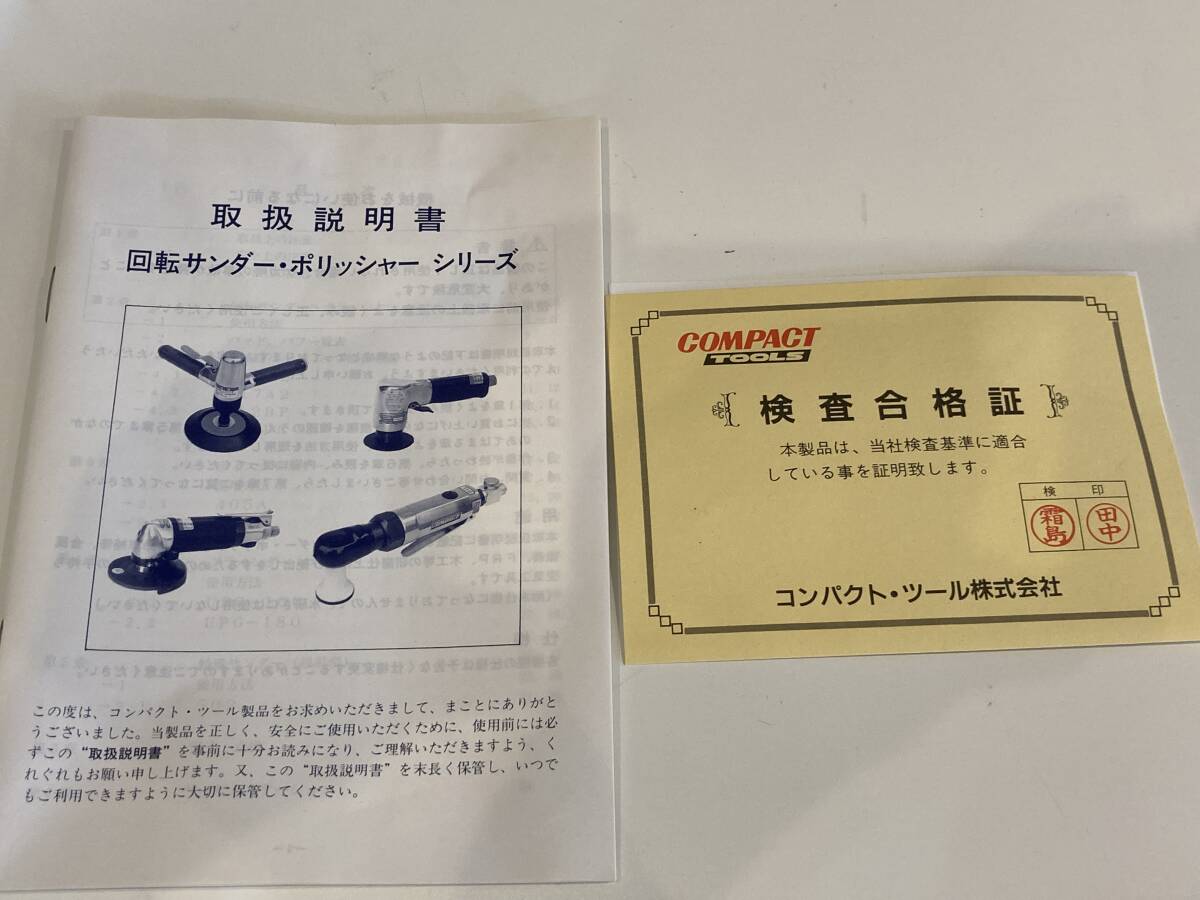 取扱説明書
回転サンダー・ポリッシャー シリーズ
この度は、コンパクト・ツール製品をお求めいただきまして、まことにありがと
うございました。当製品を正しく、安全にご使用いただくために、使用前には必
ずこの“取扱説明書”を事前に十分お読みになり、ご理解いただきますよう、く
れぐれもお願い申し上げます。又、この“取扱説明書”を末長く保管し、いつで
もご利用できますように大切に保管してください。
COMPACT
TOOLS
検査合格証
本製品は、当社検査基準に適合
している事を証明致します。
検 印
霜島
田中
コンパクト・ツール株式会社